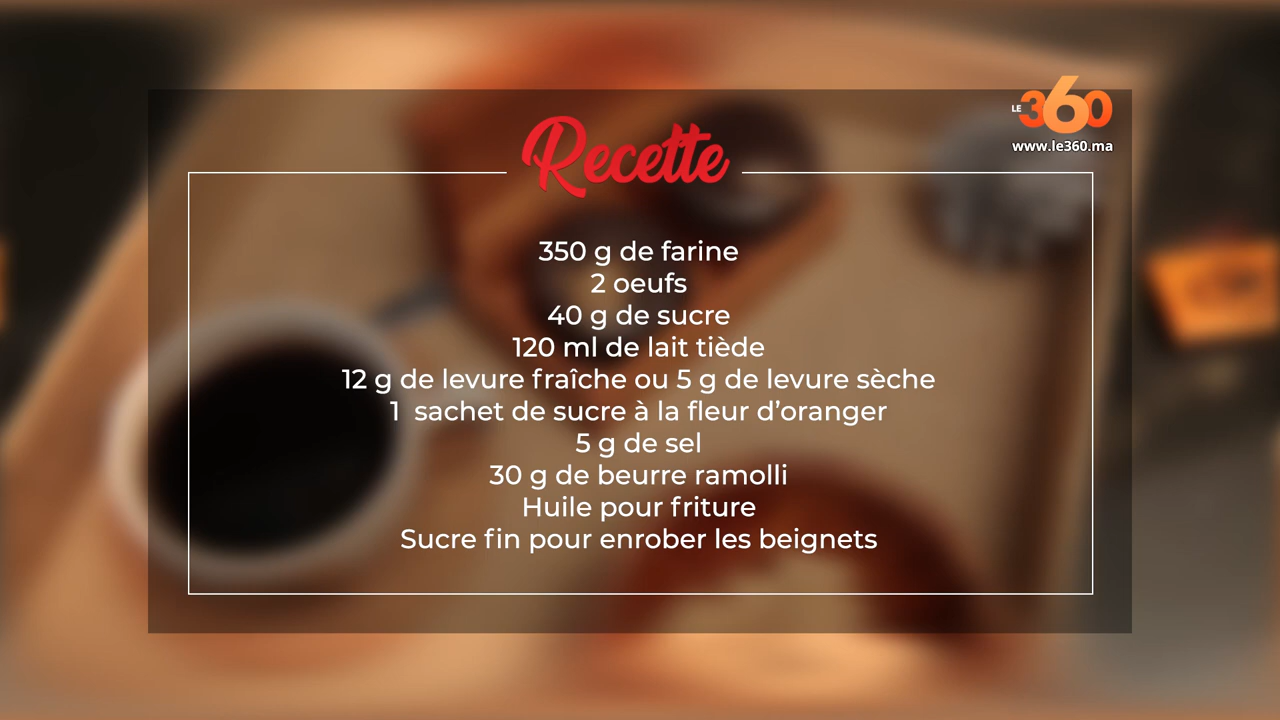 LE 360
www.le360.ma
Recette
350 g de farine
2 oeufs
40 g de sucre
120 ml de lait tiède
12 g de levure fraîche ou 5 g de levure sèche
1 sachet de sucre à la fleur d’oranger
5 g de sel
30 g de beurre ramolli
Huile pour friture
Sucre fin pour enrober les beignets